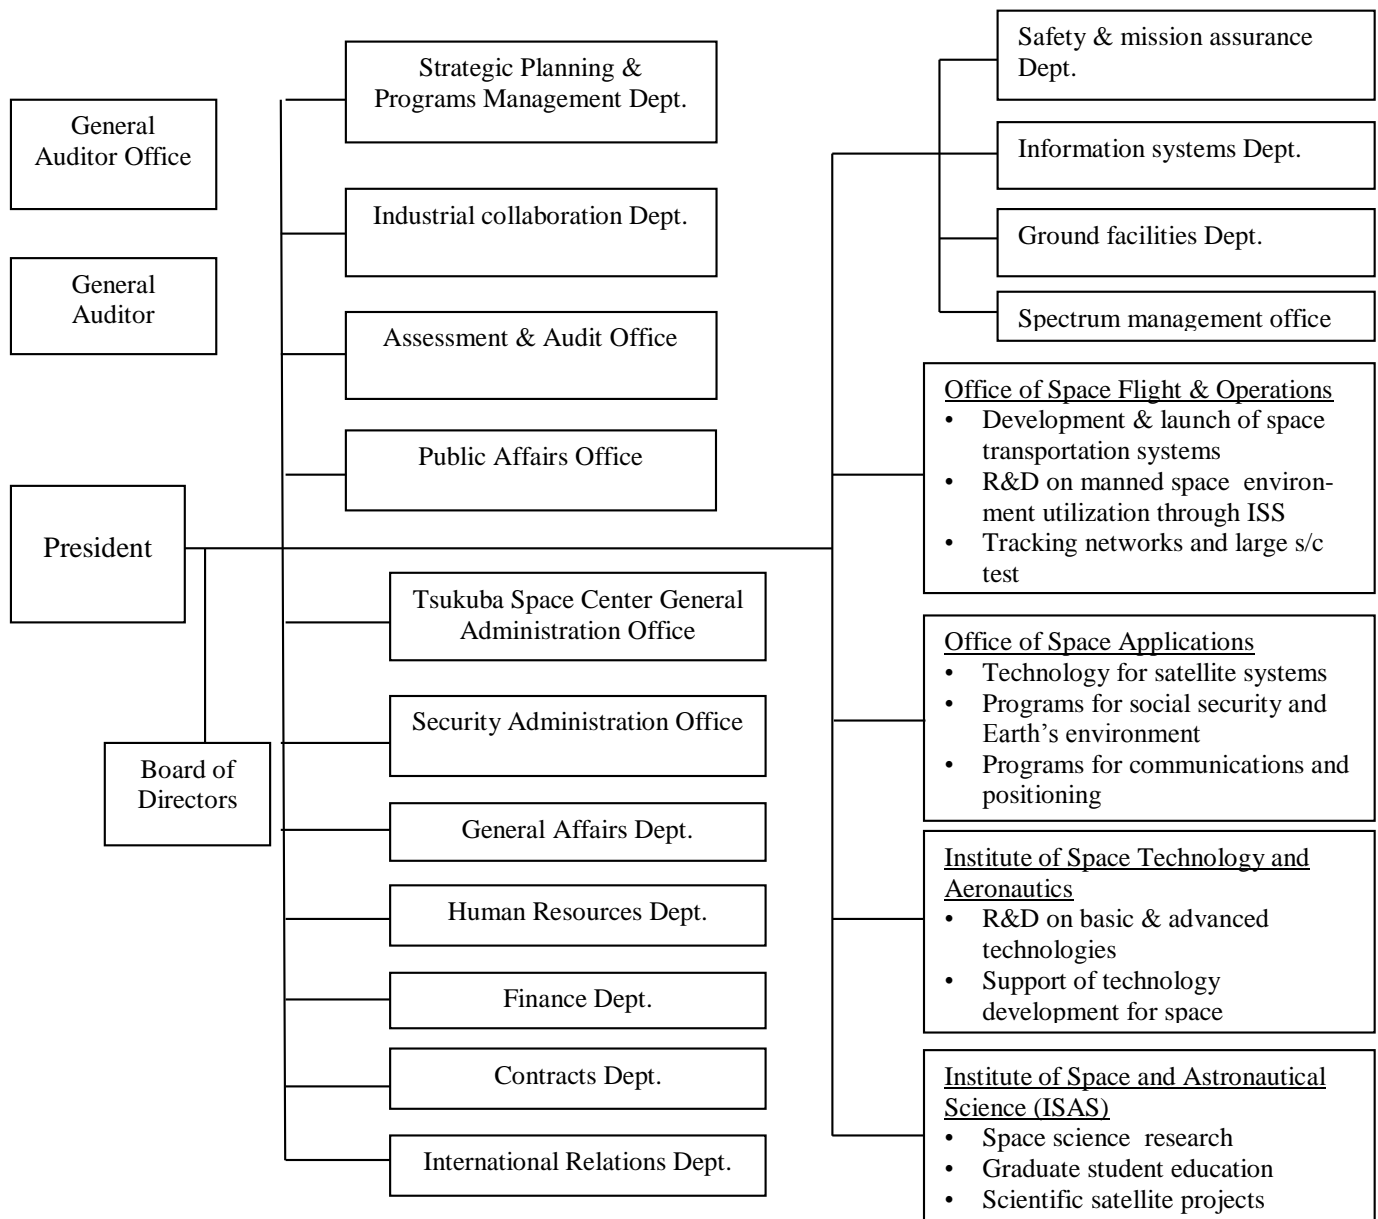 General
Auditor Office
General
Auditor
President
Board of
Directors
Strategic Planning &
Programs Management Dept.
Industrial collaboration Dept.
Assessment & Audit Office
Public Affairs Office
Tsukuba Space Center General
Administration Office
Security Administration Office
General Affairs Dept.
Human Resources Dept.
Finance Dept.
Contracts Dept.
International Relations Dept.
Safety & mission assurance
Dept.
Information systems Dept.
Ground facilities Dept.
Spectrum management office
Office of Space Flight & Operations
• Development & launch of space
transportation systems
• R&D on manned space environ-
ment utilization through ISS
• Tracking networks and large s/c
test
Office of Space Applications
• Technology for satellite systems
• Programs for social security and
Earth’s environment
• Programs for communications and
positioning
Institute of Space Technology and
Aeronautics
• R&D on basic & advanced
technologies
• Support of technology
development for space
Institute of Space and Astronautical
Science (ISAS)
• Space science research
• Graduate student education
• Scientific satellite projects